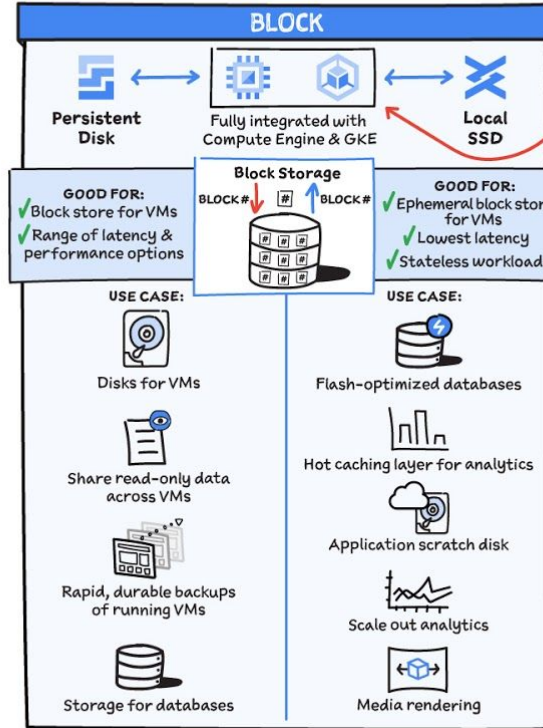 BLOCK
Persistent
Disk
Fully integrated with
Compute Engine & GKE
Local
SSD
GOOD FOR:
Block store for VMs
Range of latency &
performance options
Block Storage
BLOCK#
#
BLOCK#
# # #
# # #
# # #
GOOD FOR:
Ephemeral block stor
for VMs
Lowest latency
Stateless workload
USE CASE:
Disks for VMs
Share read-only data
across VMs
Rapid, durable backups
of running VMs
Storage for databases
USE CASE:
Flash-optimized databases
Hot caching layer for analytics
Application scratch disk
Scale out analytics
Media rendering